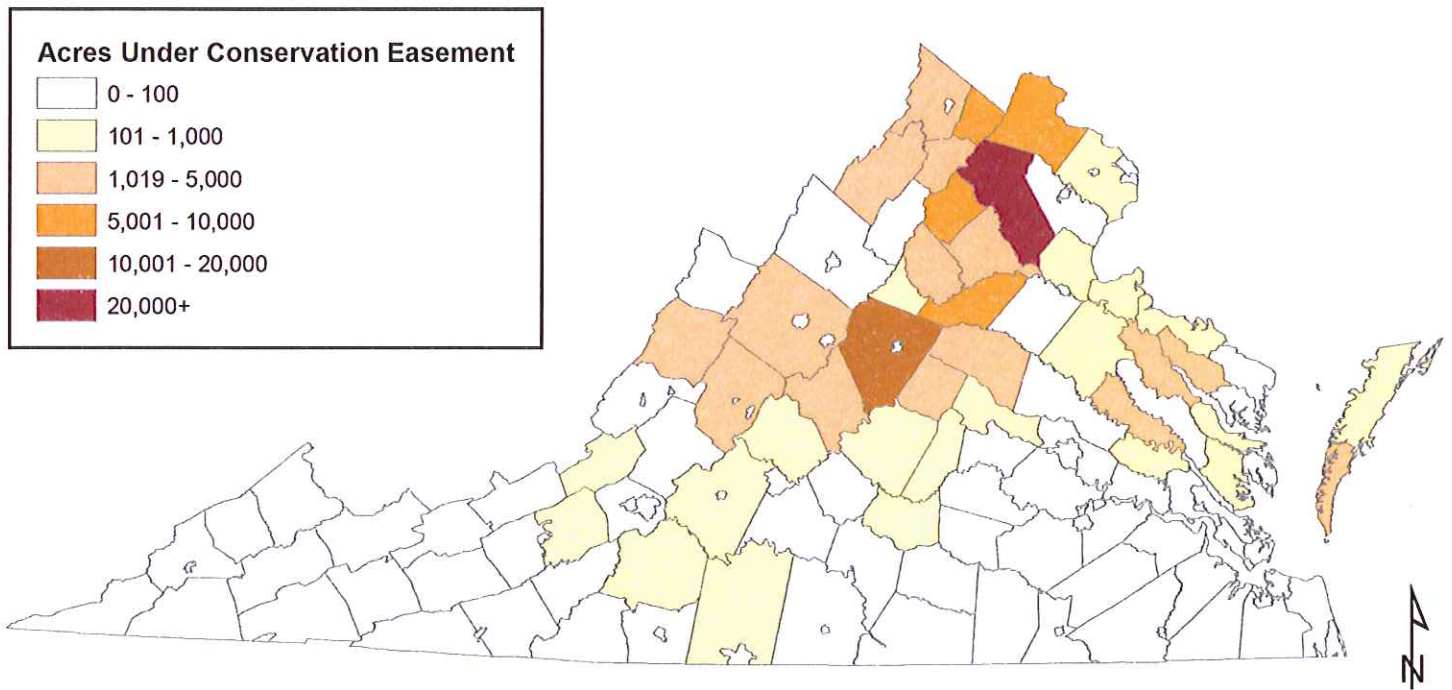 Acres Under Conservation Easement
0 - 100
101 - 1,000
1,019 - 5,000
5,001 - 10,000
10,001 - 20,000
20,000+
N